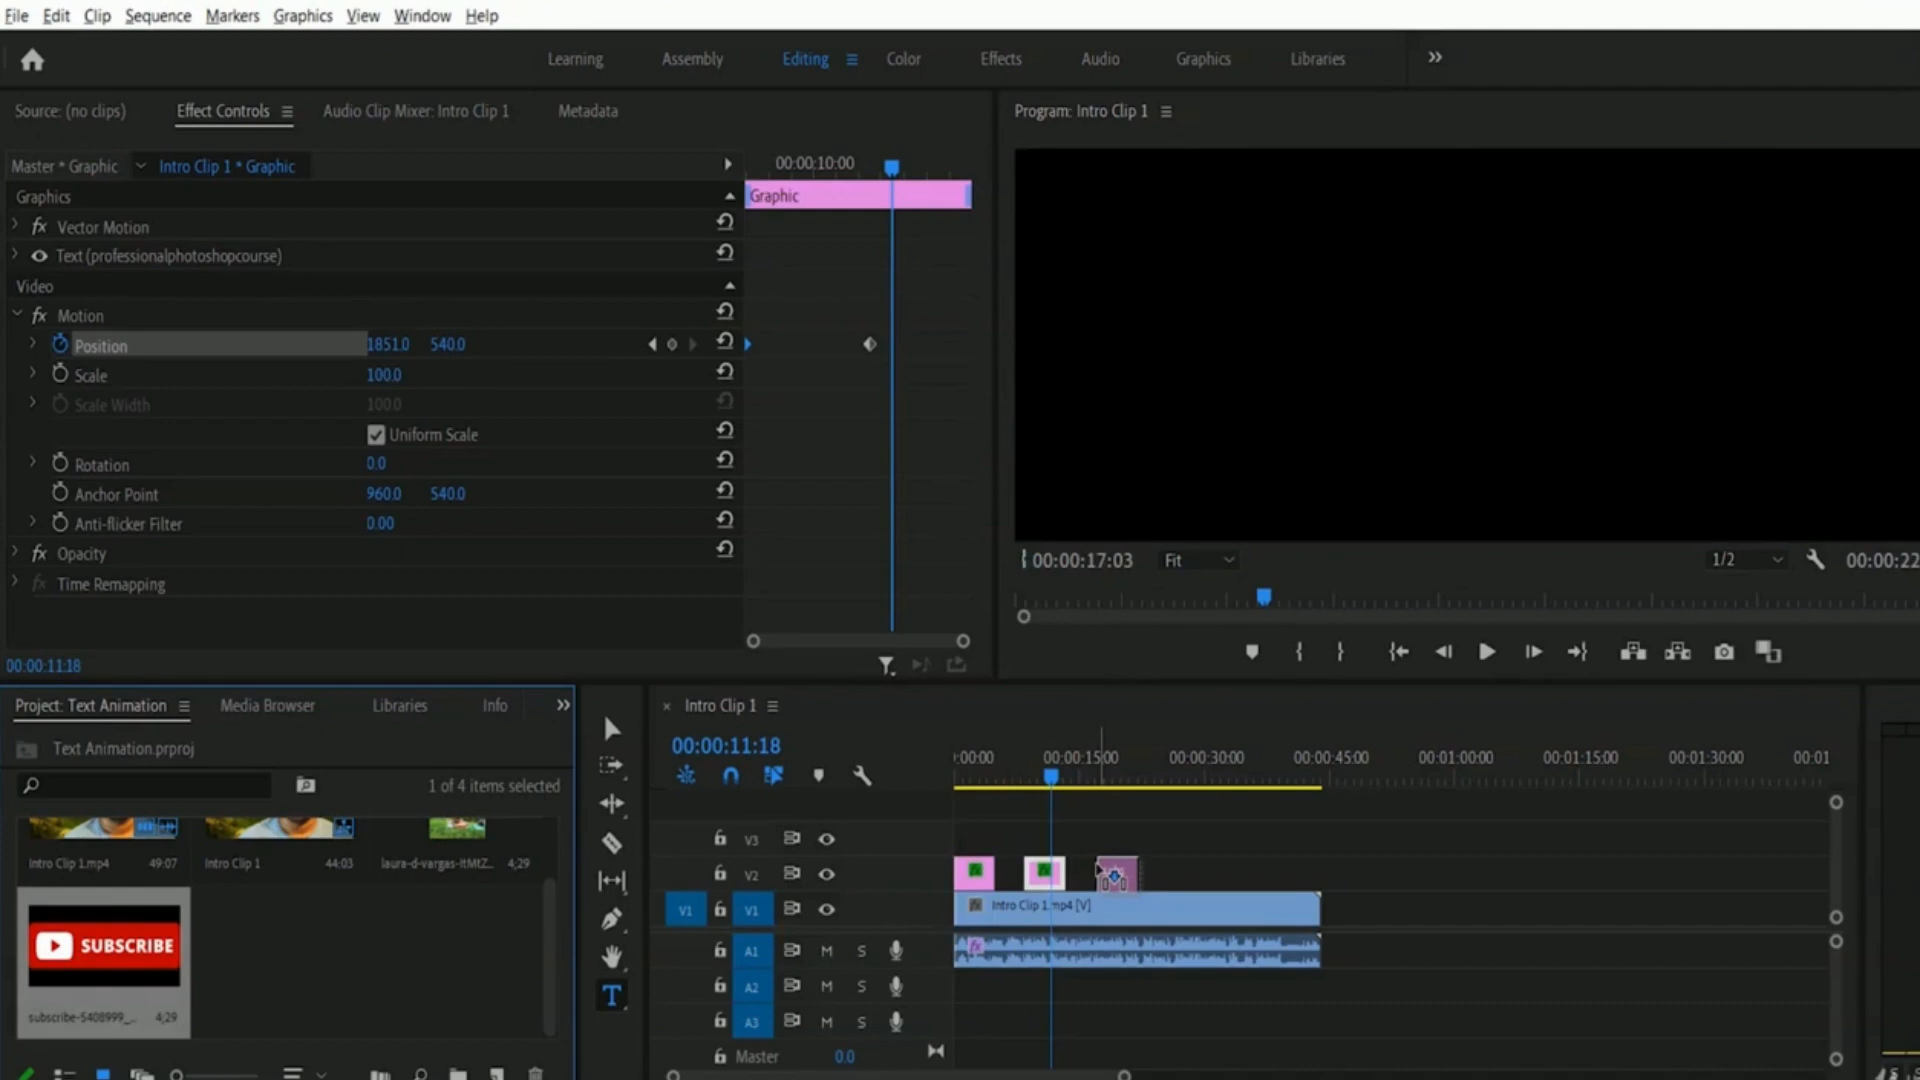 File Edit Clip Sequence Markers Graphics View Window Help
Learning Assembly Editing Color Effects Audio Graphics Libraries
Source: (no clips) Effect Controls Audio Clip Mixer: Intro Clip 1 Metadata
Program: Intro Clip 1
Master * Graphic Intro Clip 1 * Graphic
00:00:10:00
Graphics
Graphic
fx Vector Motion
Text (professionalphotoshopcourse)
Video
fx Motion
Position 1851.0 540.0
Scale 100.0
Scale Width 100.0
Uniform Scale
Rotation 0.0
Anchor Point 960.0 540.0
Anti-flicker Filter 0.00
fx Opacity
fx Time Remapping
00:00:17:03 Fit 1/2 00:00:22
00:00:11:18
Project: Text Animation Media Browser Libraries Info
Text Animation.prproj
1 of 4 items selected
Intro Clip 1.mp4 49:07 Intro Clip 1 44:03 laura-d-vargas-ItMtZ... 4;29
SUBSCRIBE
subscribe-5408999_... 4;29
Intro Clip 1
00:00:11:18
:00:00 00:00:15:00 00:00:30:00 00:00:45:00 00:01:00:00 00:01:15:00 00:01:30:00 00:01
V3
V2
V1 V1 Intro Clip 1.mp4 [V]
A1 M S fx
A2 M S
A3 M S
Master 0.0